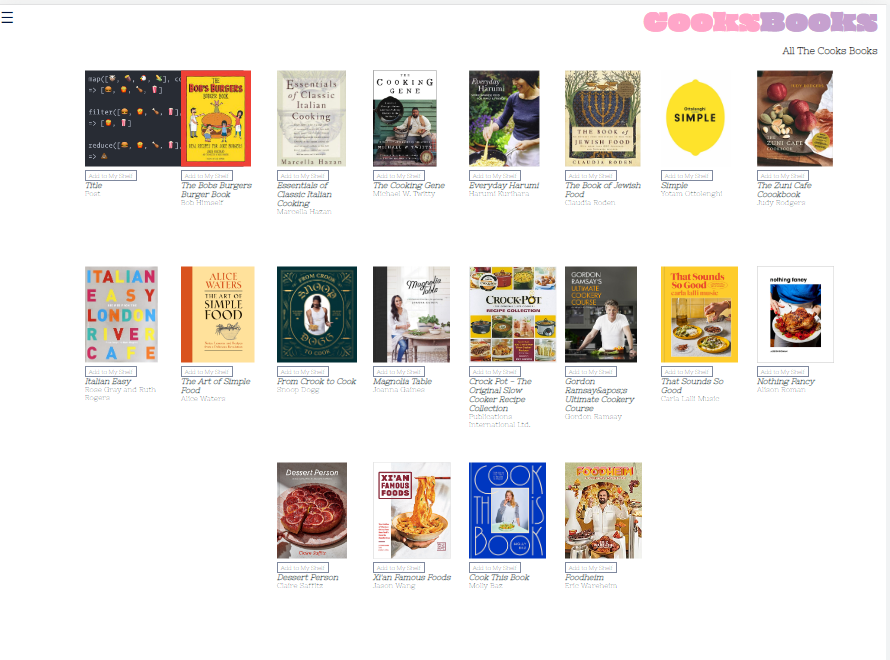 ☰
CooksBooks
All The Cooks Books
map([
=> [
filter([
=> [
reduce([
=>
THE
BOB'S BURGERS
BURGER BOOK
Essentials
of Classic
Italian
Cooking
Marcella Hazan
THE
COOKING
GENE
MICHAEL W. TWITTY
Everyday
Harumi
THE BOOK of
JEWISH FOOD
CLAUDIA RODEN
Ottolenghi
SIMPLE
THE
ZUNI CAFE
COOKBOOK
Add to My Shelf
Title
Post
Add to My Shelf
The Bobs Burgers
Burger Book
Bob Himself
Add to My Shelf
Essentials of
Classic Italian
Cooking
Marcella Hazan
Add to My Shelf
The Cooking Gene
Michael W. Twitty
Add to My Shelf
Everyday Harumi
Harumi Kurihara
Add to My Shelf
The Book of Jewish
Food
Claudia Roden
Add to My Shelf
Simple
Yotam Ottolenghi
Add to My Shelf
The Zuni Cafe
Coookbook
Judy Rodgers
ITALIAN
EASY
LONDON
RIVER
CAFE
ALICE
WATERS
THE ART OF
SIMPLE
FOOD
FROM CROOK
SNOOP
DOGG
TO COOK
Magnolia
Table
CROCK·POT
RECIPE COLLECTION
GORDON
RAMSAY'S
ULTIMATE
COOKERY
COURSE
That Sounds
So Good
carla lalli music
nothing fancy
Add to My Shelf
Italian Easy
Rose Gray and Ruth
Rogers
Add to My Shelf
The Art of Simple
Food
Alice Waters
Add to My Shelf
From Crook to Cook
Snoop Dogg
Add to My Shelf
Magnolia Table
Joanna Gaines
Add to My Shelf
Crock Pot - The
Original Slow
Cooker Recipe
Collection
Publications
International Ltd.
Add to My Shelf
Gordon
Ramsay&apos;s
Ultimate Cookery
Course
Gordon Ramsay
Add to My Shelf
That Sounds So
Good
Carla Lalli Music
Add to My Shelf
Nothing Fancy
Alison Roman
Dessert Person
Claire Saffitz
XI'AN
FAMOUS
FOODS
COOK
THIS
BOOK
MOLLY BAZ
FOODHEIM
Add to My Shelf
Dessert Person
Claire Saffitz
Add to My Shelf
Xi'an Famous Foods
Jason Wang
Add to My Shelf
Cook This Book
Molly Baz
Add to My Shelf
Foodheim
Eric Wareheim